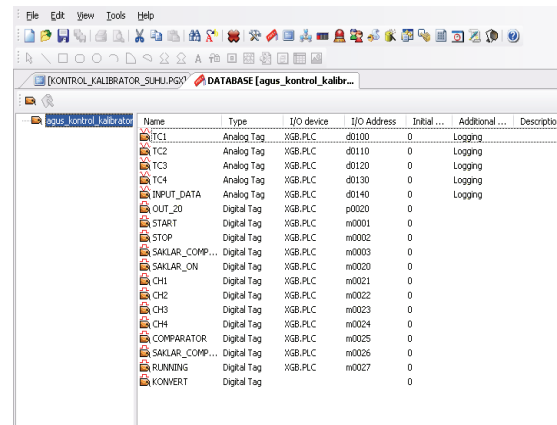 File Edit View Tools Help
[KONTROL_KALIBRATOR_SUHU.PGX] DATABASE [agus_kontrol_kalibr...
agus_kontrol_kalibrator
Name Type I/O device I/O Address Initial ... Additional ... Descriptio
TC1 Analog Tag XGB.PLC d0100 0 Logging
TC2 Analog Tag XGB.PLC d0110 0 Logging
TC3 Analog Tag XGB.PLC d0120 0 Logging
TC4 Analog Tag XGB.PLC d0130 0 Logging
INPUT_DATA Analog Tag XGB.PLC d0140 0 Logging
OUT_20 Digital Tag XGB.PLC p0020 0
START Digital Tag XGB.PLC m0001 0
STOP Digital Tag XGB.PLC m0002 0
SAKLAR_COMP... Digital Tag XGB.PLC m0003 0
SAKLAR_ON Digital Tag XGB.PLC m0020 0
CH1 Digital Tag XGB.PLC m0021 0
CH2 Digital Tag XGB.PLC m0022 0
CH3 Digital Tag XGB.PLC m0023 0
CH4 Digital Tag XGB.PLC m0024 0
COMPARATOR Digital Tag XGB.PLC m0025 0
SAKLAR_COMP... Digital Tag XGB.PLC m0026 0
RUNNING Digital Tag XGB.PLC m0027 0
KONVERT Digital Tag 0